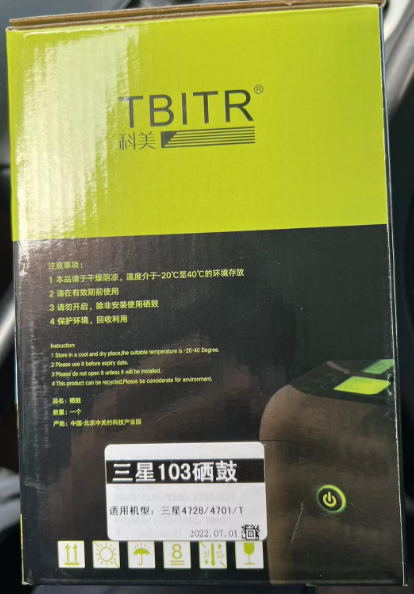 TBITR®
科美
注意事项:
1 本品请于干燥阴凉,温度介于-20℃至40℃的环境存放
2 请在有效期前使用
3 请勿开启,除非安装使用硒鼓
4 保护环境,回收利用
Instruction:
1 Store in a cool and dry place,the suitable temperature is -20-40 Degree.
2 Please use it before expiry date.
3 Please do not open it unless it will be installed.
4 This product can be recycled,Please be considerate for environment.
品名:硒鼓
数量:一个
产地:中国·北京中关村科技产业园
三星103硒鼓
适用机型:三星4728/4701/T
2022.07.01
8